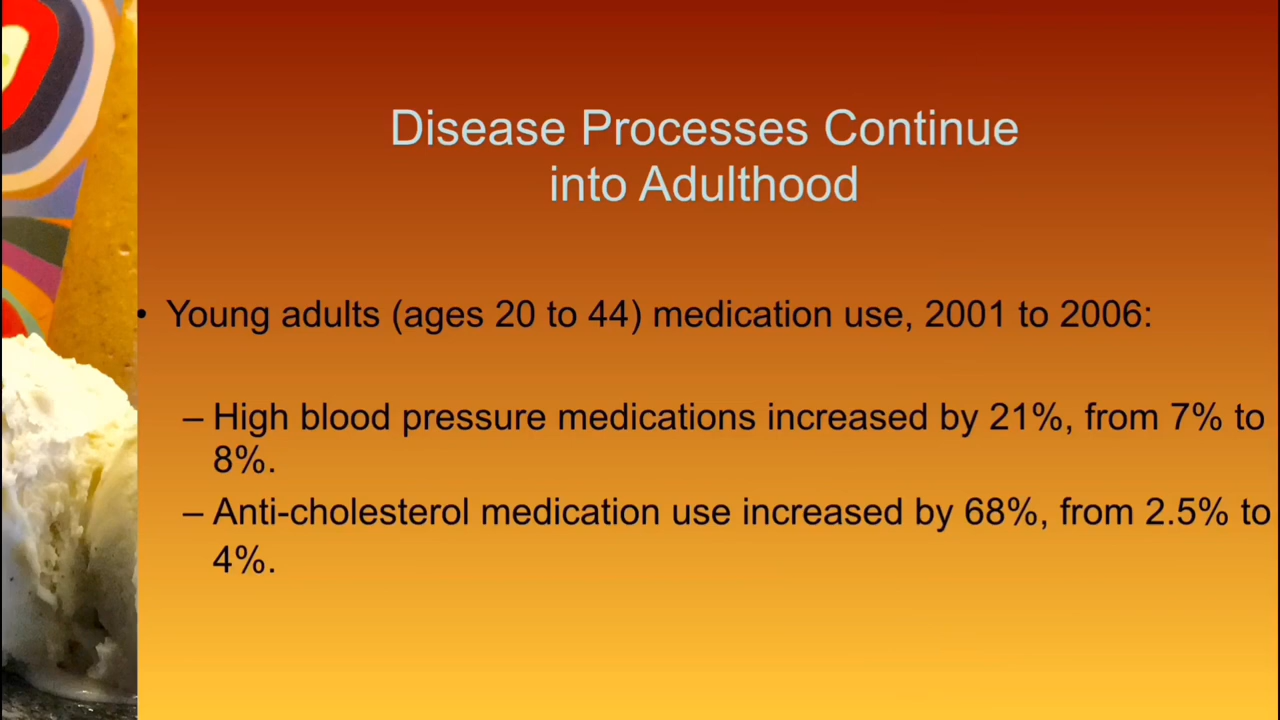 Disease Processes Continue
into Adulthood
• Young adults (ages 20 to 44) medication use, 2001 to 2006:
– High blood pressure medications increased by 21%, from 7% to
8%.
– Anti-cholesterol medication use increased by 68%, from 2.5% to
4%.